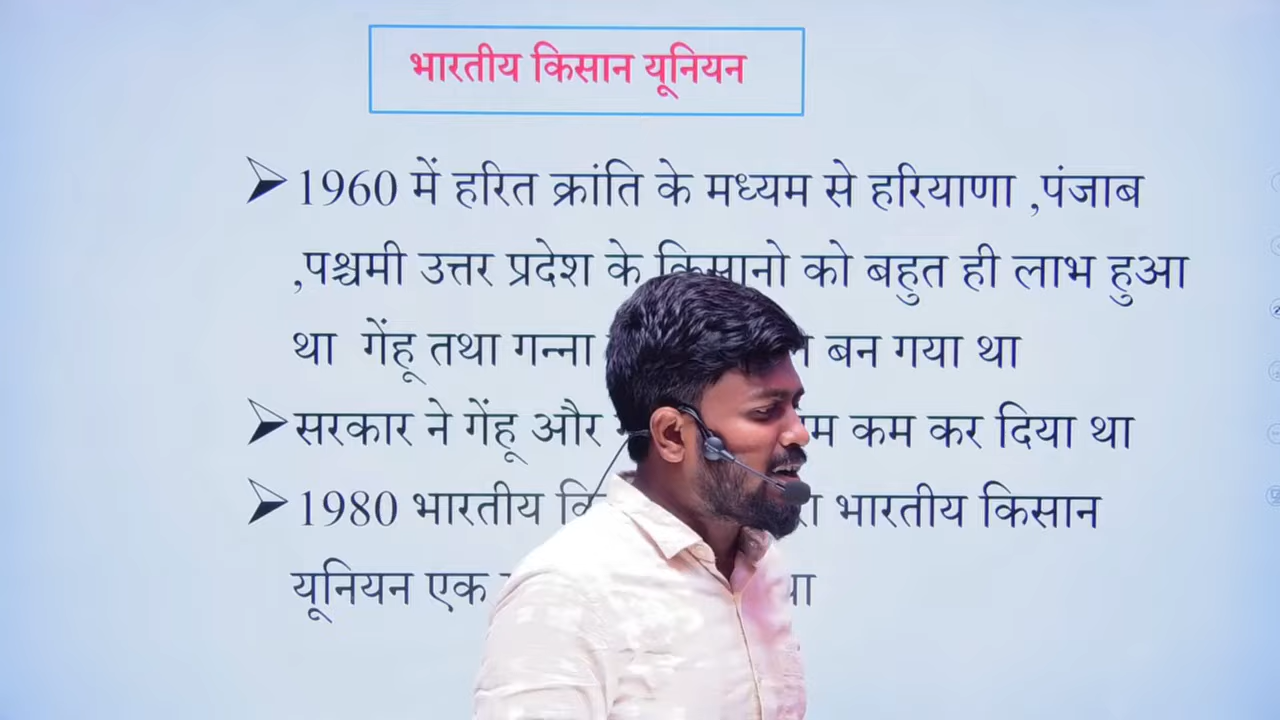 भारतीय किसान यूनियन
1960 में हरित क्रांति के मध्यम से हरियाणा ,पंजाब
,पश्चमी उत्तर प्रदेश के किसानो को बहुत ही लाभ हुआ
था गेंहू तथा गन्ना बन गया था
सरकार ने गेंहू और कम कर दिया था
1980 भारतीय भारतीय किसान
यूनियन एक